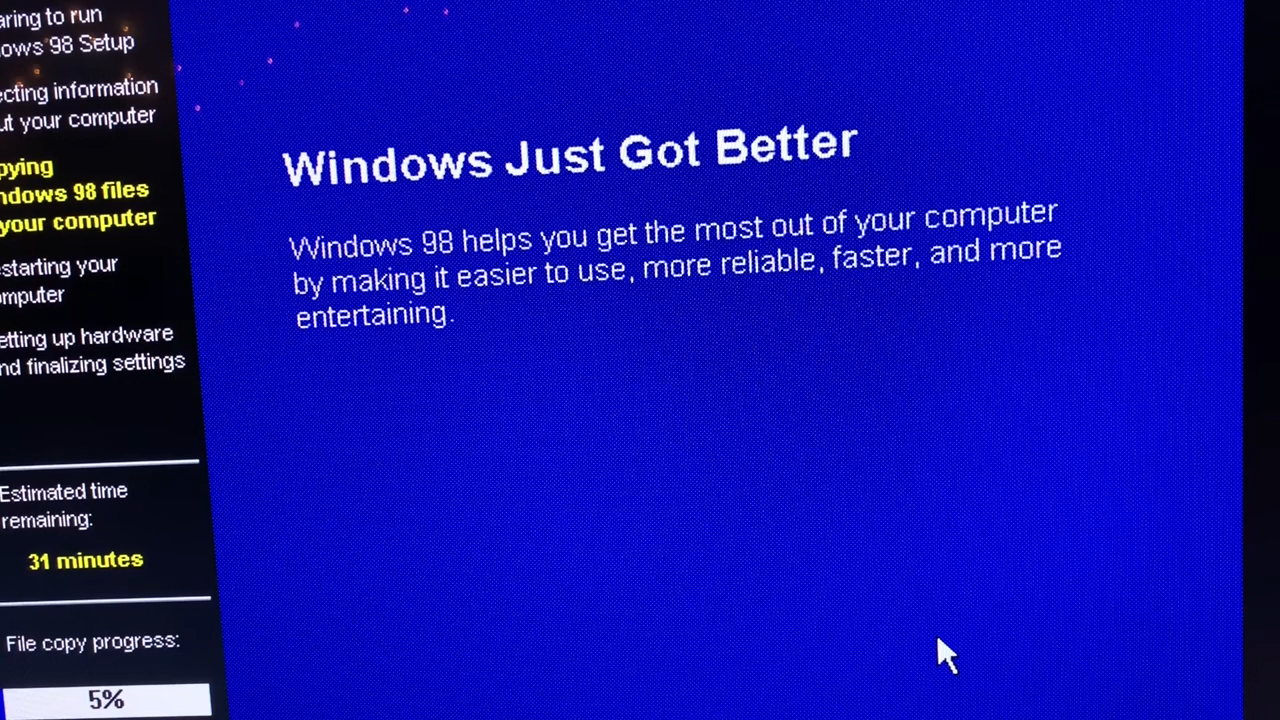 aring to run
ows 98 Setup
ecting information
ut your computer
pying
ndows 98 files
your computer
estarting your
omputer
etting up hardware
nd finalizing settings
Estimated time
remaining:
31 minutes
File copy progress:
5%
Windows Just Got Better
Windows 98 helps you get the most out of your computer
by making it easier to use, more reliable, faster, and more
entertaining.